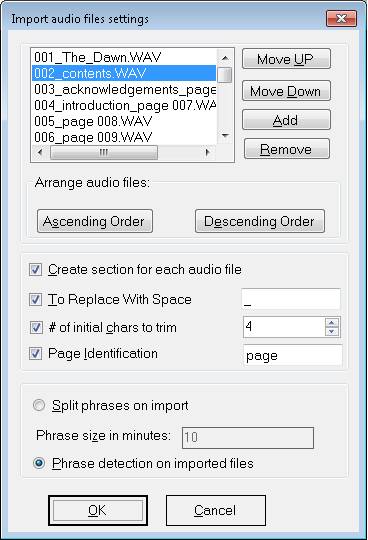 Import audio files settings
001_The_Dawn.WAV
002_contents.WAV
003_acknowledgements_page
004_introduction_page 007.WA
005_page 008.WAV
006_page 009.WAV
Move UP
Move Down
Add
Remove
Arrange audio files:
Ascending Order
Descending Order
Create section for each audio file
To Replace With Space _
# of initial chars to trim 4
Page Identification page
Split phrases on import
Phrase size in minutes: 10
Phrase detection on imported files
OK
Cancel